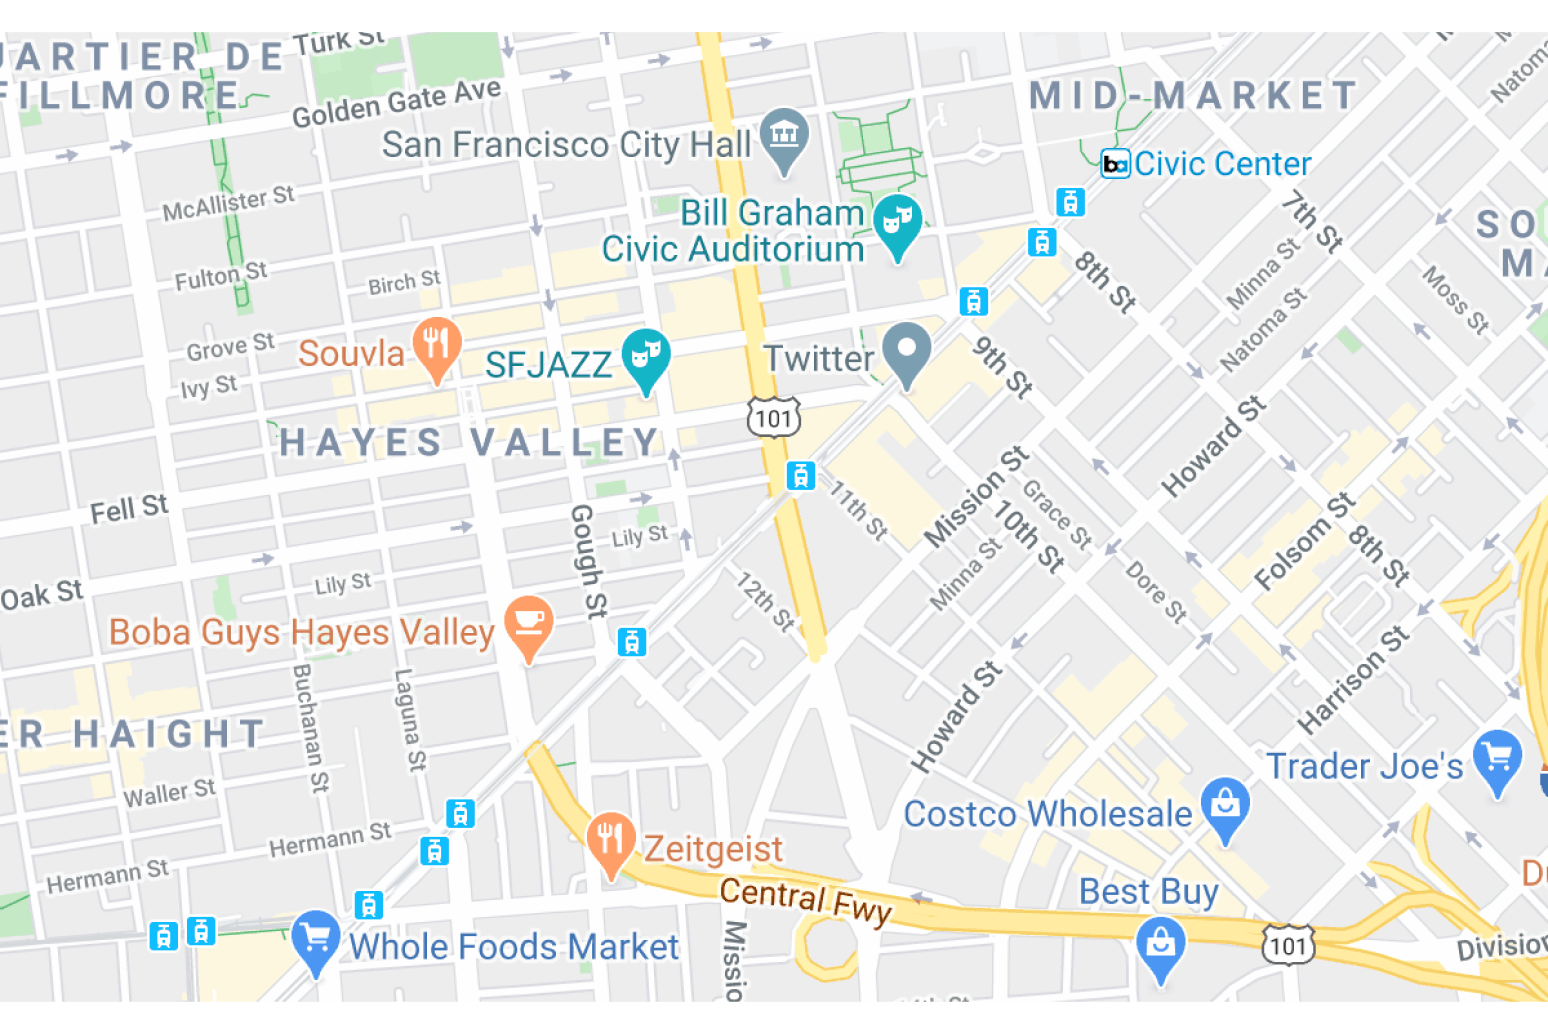 Turk St
UARTIER DE
FILLMORE
Golden Gate Ave
MID-MARKET
Natoma
San Francisco City Hall
Civic Center
McAllister St
Bill Graham
Civic Auditorium
7th St
SO
MA
Fulton St
Birch St
8th St
Minna St
Moss St
Natoma St
Grove St
Souvla
SFJAZZ
Twitter
9th St
Ivy St
101
HAYES VALLEY
Howard St
Fell St
11th St
Mission St
Grace St
10th St
Folsom St
8th St
Gough St
Lily St
Oak St
Lily St
12th St
Minna St
Dore St
Boba Guys Hayes Valley
Harrison St
Buchanan St
Laguna St
Howard St
ER HAIGHT
Trader Joe's
Waller St
Costco Wholesale
Hermann St
Zeitgeist
Hermann St
Central Fwy
Best Buy
Whole Foods Market
Missio
101
Division